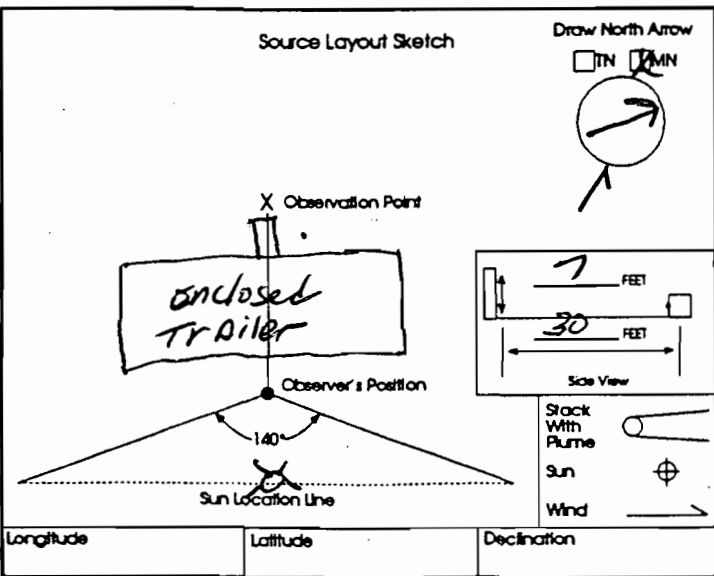 Source Layout Sketch
Draw North Arrow
TN MN
X Observation Point
enclosed
Trailer
7 FEET
30 FEET
Side View
Observer's Position
140°
Sun Location Line
Stack
With
Plume
Sun
Wind
Longitude
Latitude
Declination